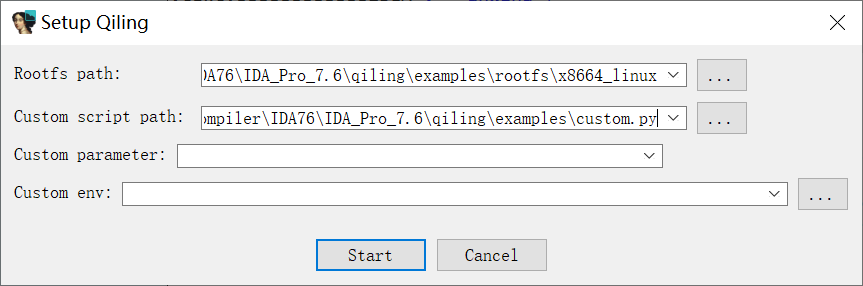 Setup Qiling
Rootfs path: DA76\IDA_Pro_7.6\qiling\examples\rootfs\x8664_linux ...
Custom script path: ompiler\IDA76\IDA_Pro_7.6\qiling\examples\custom.py ...
Custom parameter:
Custom env: ...
Start Cancel